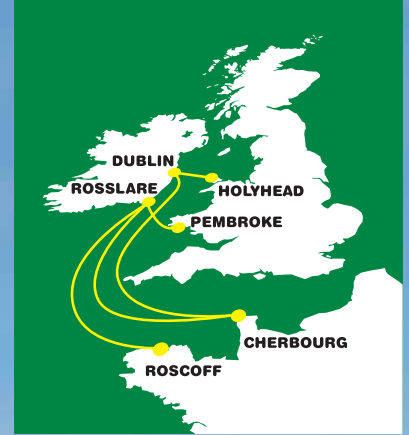 DUBLIN
ROSSLARE
HOLYHEAD
PEMBROKE
CHERBOURG
ROSCOFF